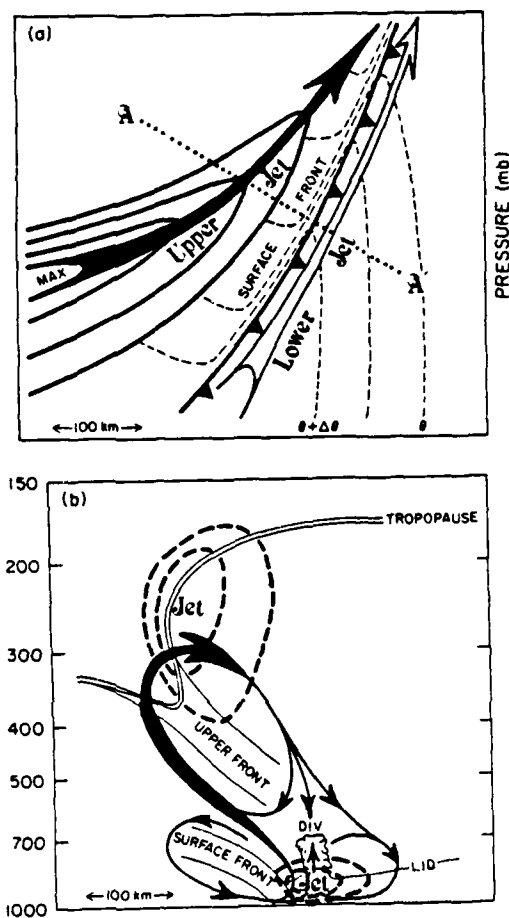 (a)
A
Jet
Upper
MAX
SURFACE FRONT
Jet
A'
Lower
←100 km→
θ+Δθ
θ
PRESSURE (mb)
(b)
150
200
300
400
500
700
1000
TROPOPAUSE
Jet
UPPER FRONT
SURFACE FRONT
DIV
Jet
LID
←100 km→